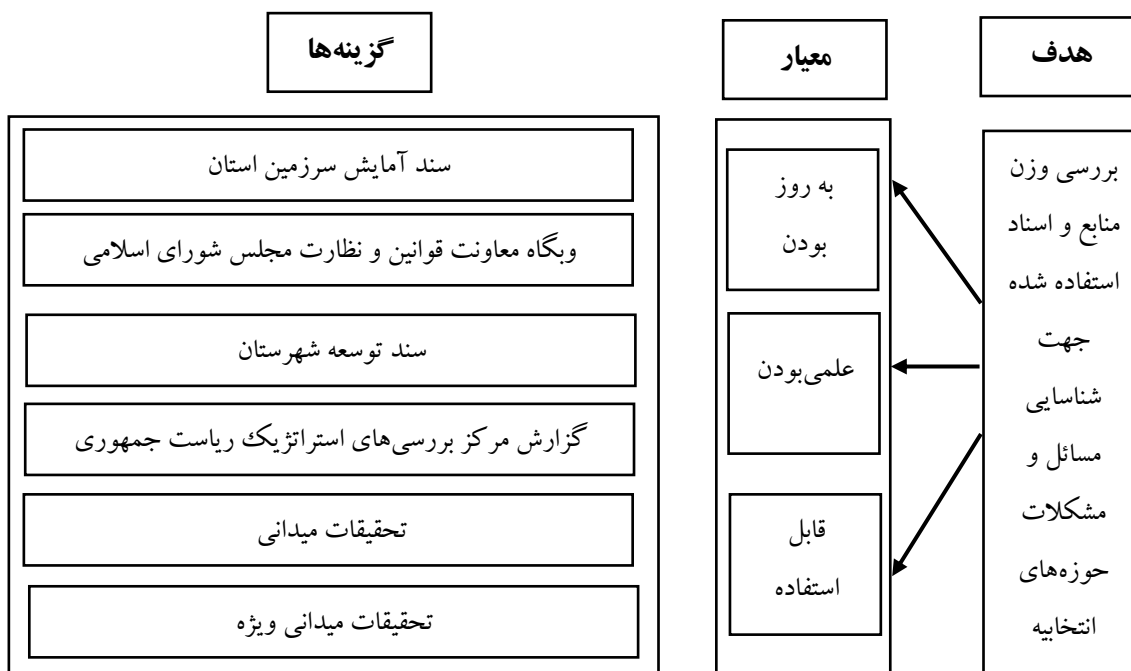 هدف
بررسی وزن
منابع و اسناد
استفاده شده
جهت
شناسایی
مسائل و
مشکلات
حوزه‌های
انتخابیه
معیار
به روز
بودن
علمی‌بودن
قابل
استفاده
گزینه‌ها
سند آمایش سرزمین استان
وبگاه معاونت قوانین و نظارت مجلس شورای اسلامی
سند توسعه شهرستان
گزارش مرکز بررسی‌های استراتژیک ریاست جمهوری
تحقیقات میدانی
تحقیقات میدانی ویژه